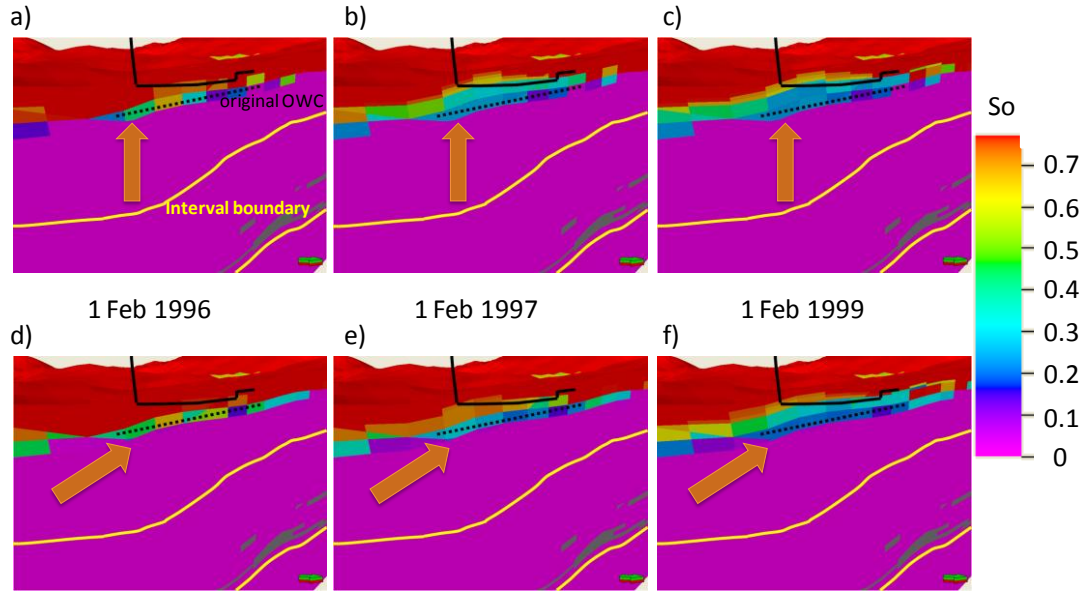 a)
b)
c)
original OWC
Interval boundary
So
0.7
0.6
0.5
0.4
0.3
0.2
0.1
0
1 Feb 1996
1 Feb 1997
1 Feb 1999
d)
e)
f)